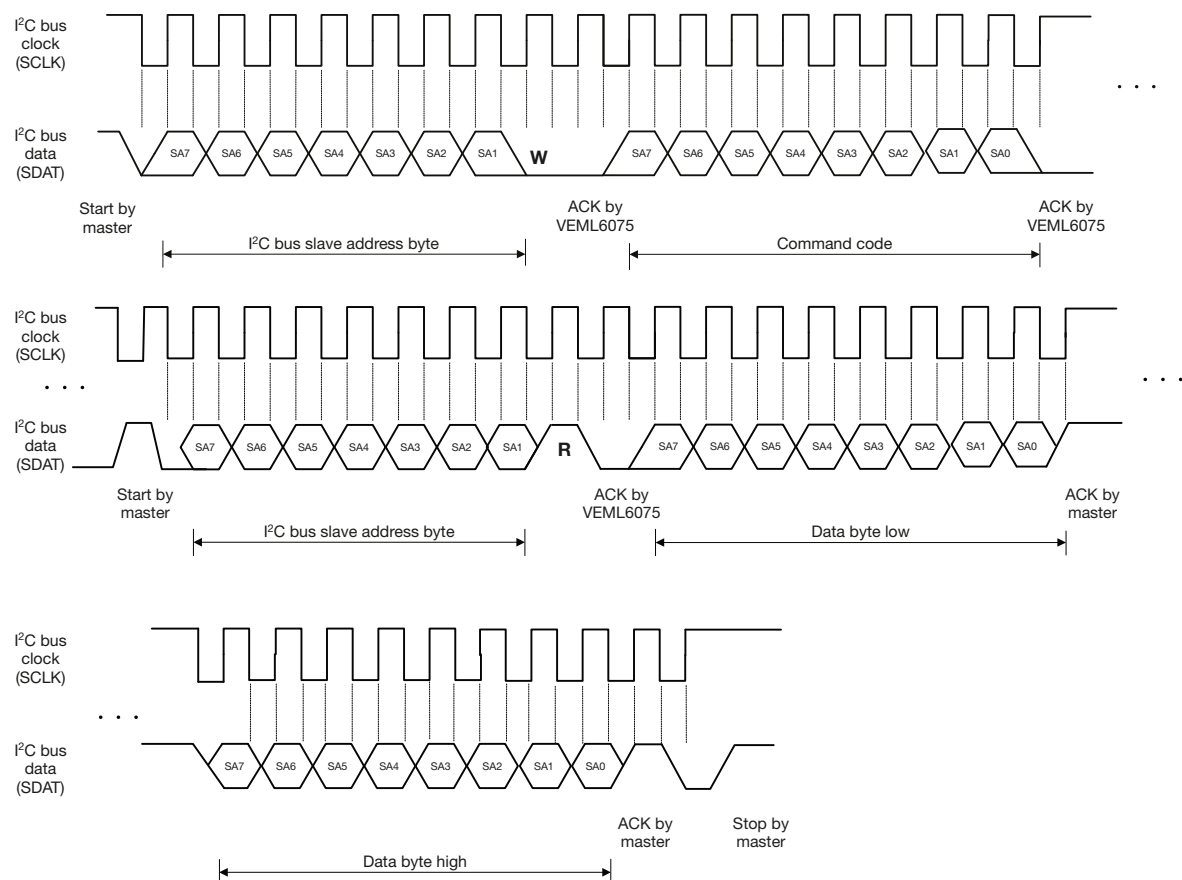 I²C bus
clock
(SCLK)
. . .
I²C bus
data
(SDAT)
SA7 SA6 SA5 SA4 SA3 SA2 SA1 W SA7 SA6 SA5 SA4 SA3 SA2 SA1 SA0
Start by
master
ACK by
VEML6075
ACK by
VEML6075
I²C bus slave address byte
Command code
I²C bus
clock
(SCLK)
. . .
. . .
I²C bus
data
(SDAT)
SA7 SA6 SA5 SA4 SA3 SA2 SA1 R SA7 SA6 SA5 SA4 SA3 SA2 SA1 SA0
Start by
master
ACK by
VEML6075
ACK by
master
I²C bus slave address byte
Data byte low
I²C bus
clock
(SCLK)
. . .
I²C bus
data
(SDAT)
SA7 SA6 SA5 SA4 SA3 SA2 SA1 SA0
ACK by
master
Stop by
master
Data byte high